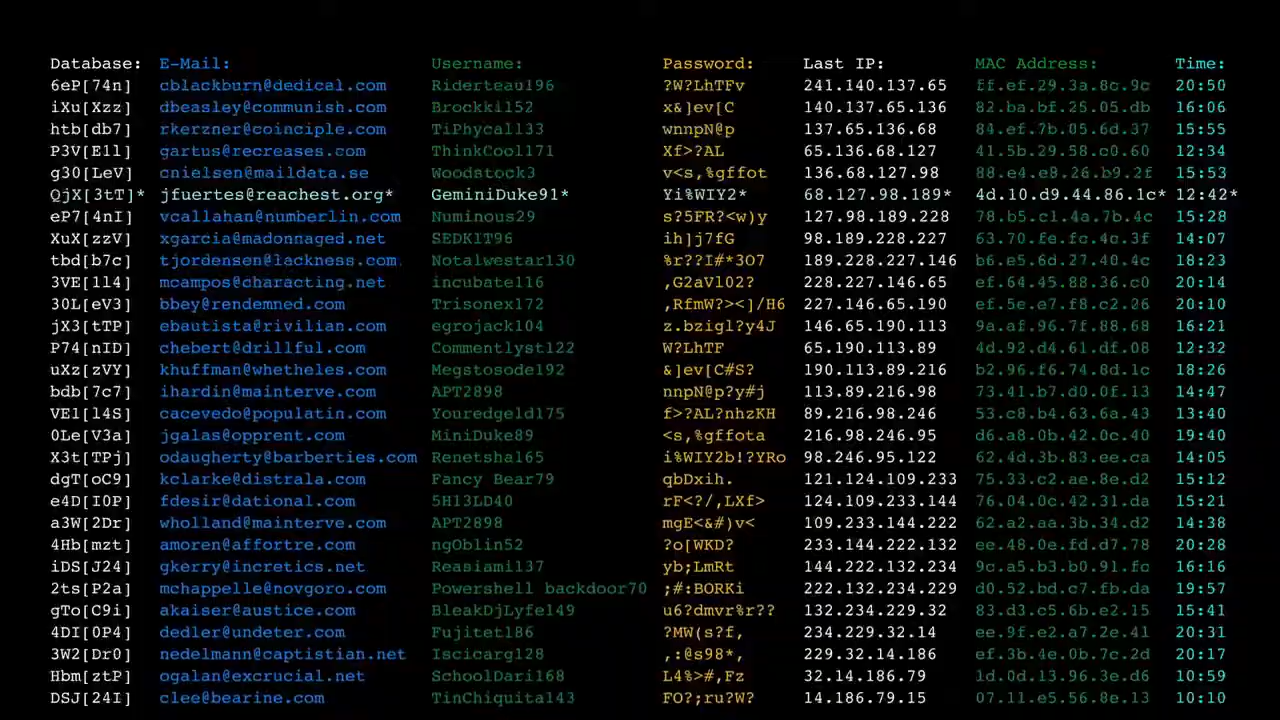 Database: E-Mail: Username: Password: Last IP: MAC Address: Time:
6eP[74n] cblackburn@dedical.com Riderteau196 ?W?LhTFv 241.140.137.65 ff.ef.29.3a.8c.9c 20:50
iXu[Xzz] dbeasley@communish.com Brockki152 x&]ev[C 140.137.65.136 82.ba.bf.25.05.db 16:06
htb[db7] rkerzner@coinciple.com TiPhycal133 wnnpN@p 137.65.136.68 84.ef.7b.05.6d.37 15:55
P3V[E1l] gartus@recreases.com ThinkCool171 Xf>?AL 65.136.68.127 41.5b.29.58.c0.60 12:34
g30[LeV] cnielsen@maildata.se Woodstock3 v<s,%gffot 136.68.127.98 88.e4.e8.26.b9.2f 15:53
QjX[3tT]* jfuertes@reachest.org* GeminiDuke91* Yi%WIY2* 68.127.98.189* 4d.10.d9.44.86.1c* 12:42*
eP7[4nI] vcallahan@numberlin.com Numinous29 s?5FR?<w)y 127.98.189.228 78.b5.c1.4a.7b.4c 15:28
XuX[zzV] xgarcia@madonnaged.net SEDKIT96 ih]j7fG 98.189.228.227 63.70.fe.fc.4c.3f 14:07
tbd[b7c] tjordensen@lackness.com Notalwestar130 %r??I#*3O7 189.228.227.146 b6.e5.6d.27.40.4c 18:23
3VE[1l4] mcampos@characting.net incubate116 ,G2aVl02? 228.227.146.65 ef.64.45.88.36.c0 20:14
30L[eV3] bbey@rendemned.com Trisonex172 ,RfmW?><]/H6 227.146.65.190 ef.5e.e7.f8.c2.26 20:10
jX3[tTP] ebautista@rivilian.com egrojack104 z.bzigl?y4J 146.65.190.113 9a.af.96.7f.88.68 16:21
P74[nID] chebert@drillful.com Commentlyst122 W?LhTF 65.190.113.89 4d.92.d4.61.df.08 12:32
uXz[zVY] khuffman@whetheles.com Megstosode192 &]ev[C#S? 190.113.89.216 b2.96.f6.74.8d.1c 18:26
bdb[7c7] ihardin@mainterve.com APT2898 nnpN@p?y#j 113.89.216.98 73.41.b7.d0.0f.13 14:47
VE1[l4S] cacevedo@populatin.com Youredgeld175 f>?AL?nhzKH 89.216.98.246 53.c8.b4.63.6a.43 13:40
0Le[V3a] jgalas@opprent.com MiniDuke89 <s,%gffota 216.98.246.95 d6.a8.0b.42.0c.40 19:40
X3t[TPj] odaugherty@barberties.com Renetsha165 i%WIY2b!?YRo 98.246.95.122 62.4d.3b.83.ee.ca 14:05
dgT[oC9] kclarke@distrala.com Fancy Bear79 qbDxih. 121.124.109.233 75.33.c2.ae.8e.d2 15:12
e4D[I0P] fdesir@dational.com 5H13LD40 rF<?/,LXf> 124.109.233.144 76.04.0c.42.31.da 15:21
a3W[2Dr] wholland@mainterve.com APT2898 mgE<&#)v< 109.233.144.222 62.a2.aa.3b.34.d2 14:38
4Hb[mzt] amoren@affortre.com ngOblin52 ?o[WKD? 233.144.222.132 ee.48.0e.fd.d7.78 20:28
iDS[J24] gkerry@incretics.net Reasiami137 yb;LmRt 144.222.132.234 9c.a5.b3.b0.91.fc 16:16
2ts[P2a] mchappelle@novgoro.com Powershell backdoor70 ;#:BORKi 222.132.234.229 d0.52.bd.c7.fb.da 19:57
gTo[C9i] akaiser@austice.com BleakDjLyfe149 u6?dmvr%r?? 132.234.229.32 83.d3.c5.6b.e2.15 15:41
4DI[0P4] dedler@undeter.com Fujitet186 ?MW(s?f, 234.229.32.14 ee.9f.e2.a7.2e.41 20:31
3W2[Dr0] nedelmann@captistian.net Iscicarg128 ,:@s98*, 229.32.14.186 ef.3b.4e.0b.7c.2d 20:17
Hbm[ztP] ogalan@excrucial.net SchoolDari168 L4%>#,Fz 32.14.186.79 1d.0d.13.96.3e.d6 10:59
DSJ[24I] clee@bearine.com TinChiquita143 FO?;ru?W? 14.186.79.15 07.11.e5.56.8e.13 10:10